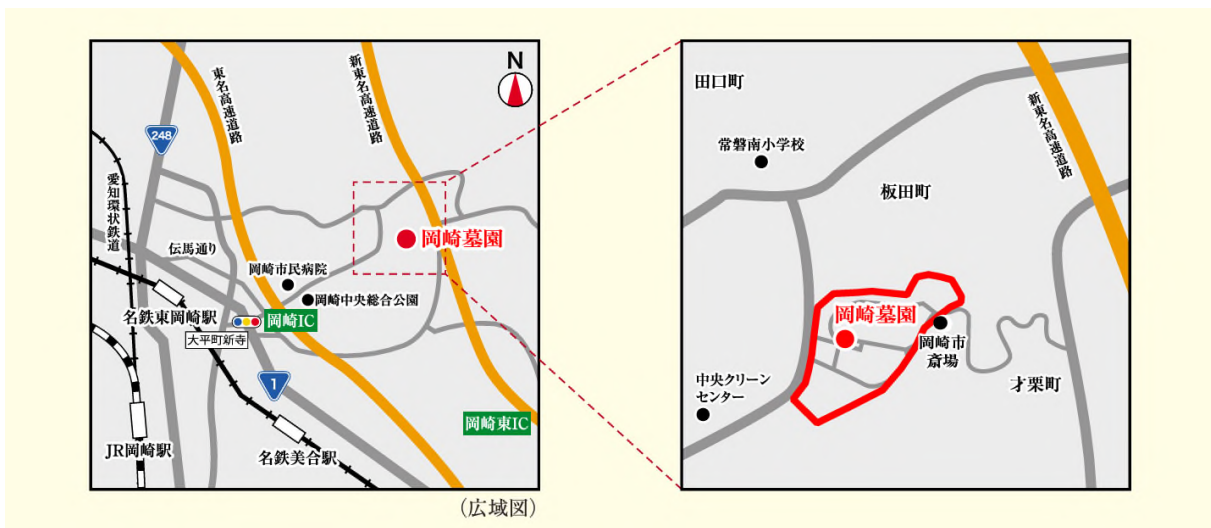 N
東名高速道路
新東名高速道路
248
愛知環状鉄道
伝馬通り
岡崎墓園
岡崎市民病院
岡崎中央総合公園
名鉄東岡崎駅
岡崎IC
大平町新寺
1
岡崎東IC
JR岡崎駅
名鉄美合駅
(広域図)
田口町
新東名高速道路
常磐南小学校
板田町
岡崎墓園
岡崎市
斎場
中央クリーン
センター
才栗町